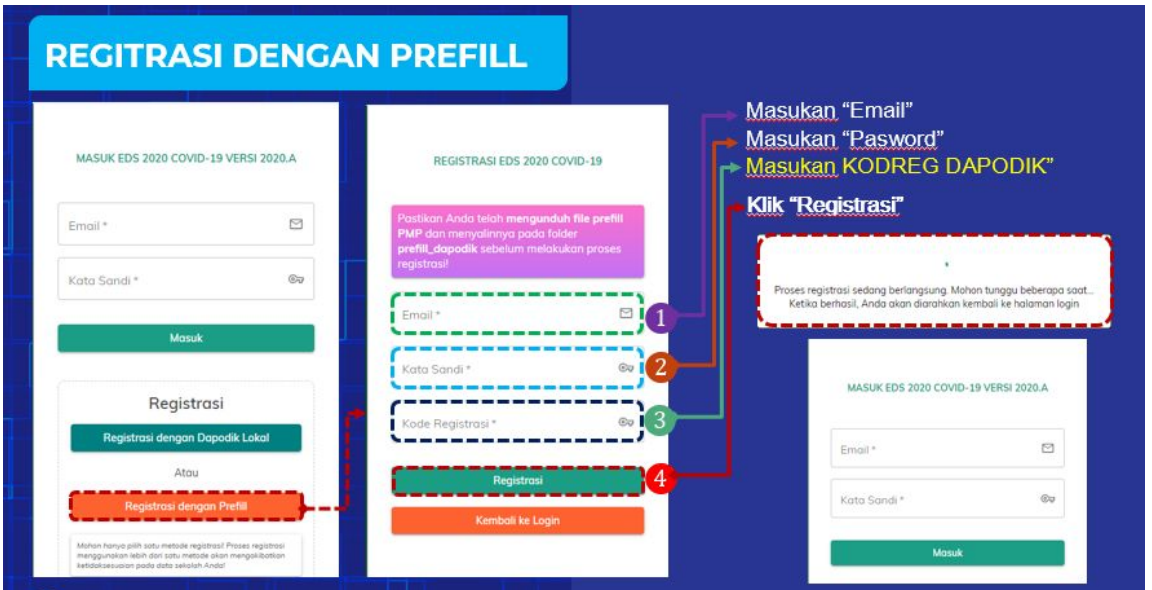 REGITRASI DENGAN PREFILL
MASUK EDS 2020 COVID-19 VERSI 2020.A
Email *
Kata Sandi *
Masuk
Registrasi
Registrasi dengan Dapodik Lokal
Atau
Registrasi dengan Prefill
Mohon hanya pilih satu metode registrasi! Proses registrasi
menggunakan lebih dari satu metode akan mengakibatkan
ketidaksesuaian pada data sekolah Anda!
REGISTRASI EDS 2020 COVID-19
Pastikan Anda telah mengunduh file prefill
PMP dan menyalinnya pada folder
prefill_dapodik sebelum melakukan proses
registrasi!
Email *
1
Kata Sandi *
2
Kode Registrasi *
3
Registrasi
4
Kembali ke Login
Masukan “Email”
Masukan “Pasword”
Masukan KODREG DAPODIK”
Klik “Registrasi”
Proses registrasi sedang berlangsung. Mohon tunggu beberapa saat...
Ketika berhasil, Anda akan diarahkan kembali ke halaman login
MASUK EDS 2020 COVID-19 VERSI 2020.A
Email *
Kata Sandi *
Masuk